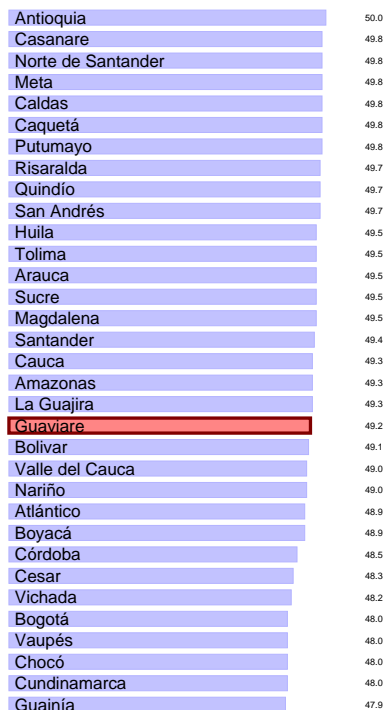 Antioquia 50.0
Casanare 49.8
Norte de Santander 49.8
Meta 49.8
Caldas 49.8
Caquetá 49.8
Putumayo 49.8
Risaralda 49.7
Quindío 49.7
San Andrés 49.7
Huila 49.5
Tolima 49.5
Arauca 49.5
Sucre 49.5
Magdalena 49.5
Santander 49.4
Cauca 49.3
Amazonas 49.3
La Guajira 49.3
Guaviare 49.2
Bolivar 49.1
Valle del Cauca 49.0
Nariño 49.0
Atlántico 48.9
Boyacá 48.9
Córdoba 48.5
Cesar 48.3
Vichada 48.2
Bogotá 48.0
Vaupés 48.0
Chocó 48.0
Cundinamarca 48.0
Guainía 47.9